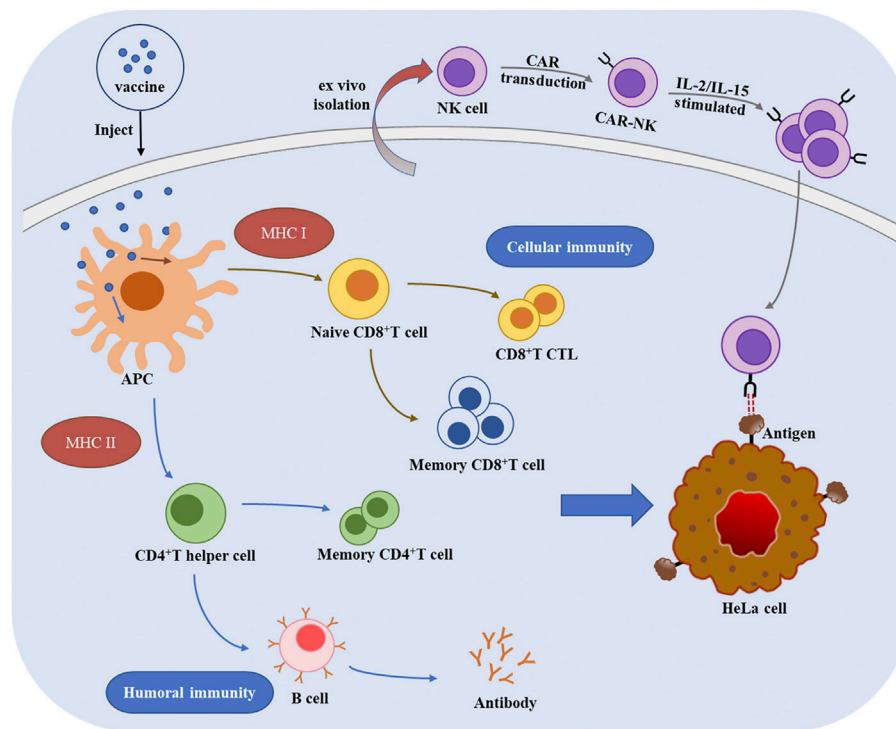 vaccine
Inject
ex vivo
isolation
NK cell
CAR
transduction
CAR-NK
IL-2/IL-15
stimulated
MHC I
Cellular immunity
Naive CD8⁺T cell
CD8⁺T CTL
APC
MHC II
Memory CD8⁺T cell
Antigen
CD4⁺T helper cell
Memory CD4⁺T cell
HeLa cell
Humoral immunity
B cell
Antibody